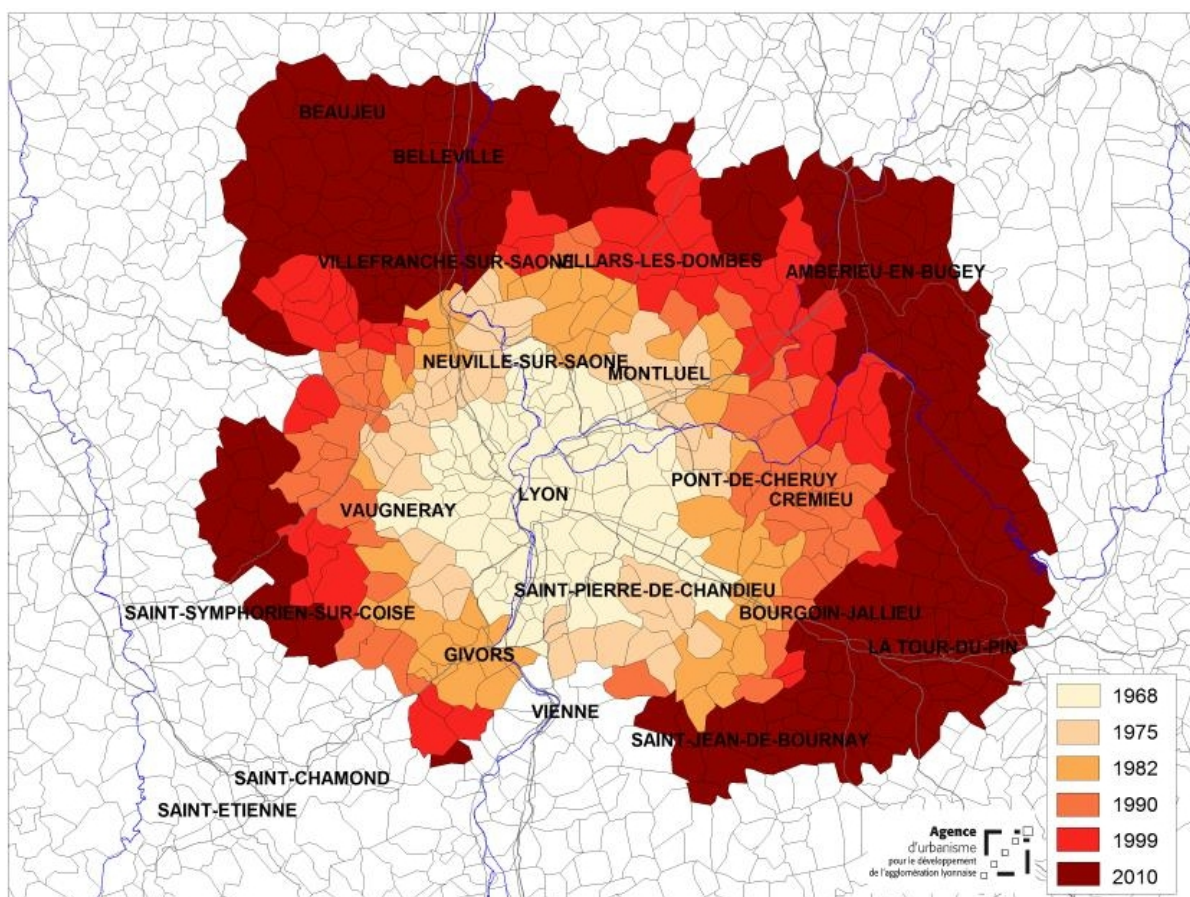 BEAUJEU
BELLEVILLE
VILLEFRANCHE-SUR-SAONE
VILLARS-LES-DOMBES
AMBERIEU-EN-BUGEY
NEUVILLE-SUR-SAONE
MONTLUEL
PONT-DE-CHERUY
LYON
CREMIEU
VAUGNERAY
SAINT-PIERRE-DE-CHANDIEU
SAINT-SYMPHORIEN-SUR-COISE
BOURGOIN-JALLIEU
LA TOUR-DU-PIN
GIVORS
VIENNE
SAINT-JEAN-DE-BOURNAY
SAINT-CHAMOND
SAINT-ETIENNE
1968
1975
1982
1990
1999
2010
Agence
d'urbanisme
pour le développement
de l'agglomération lyonnaise